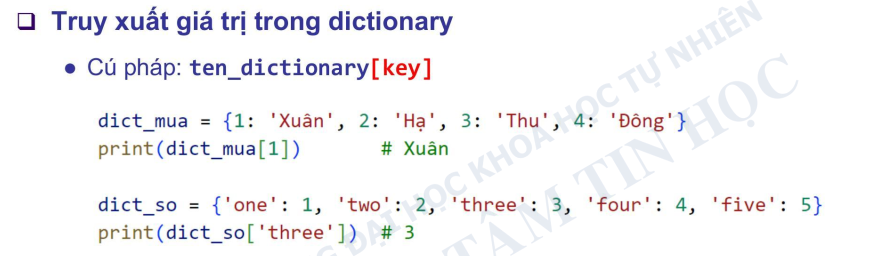 Truy xuất giá trị trong dictionary
Cú pháp: ten_dictionary[key]
dict_mua = {1: 'Xuân', 2: 'Hạ', 3: 'Thu', 4: 'Đông'}
print(dict_mua[1])        # Xuân
dict_so = {'one': 1, 'two': 2, 'three': 3, 'four': 4, 'five': 5}
print(dict_so['three'])  # 3
ĐẠI HỌC KHOA HỌC TỰ NHIÊN
TÂM TIN HỌC